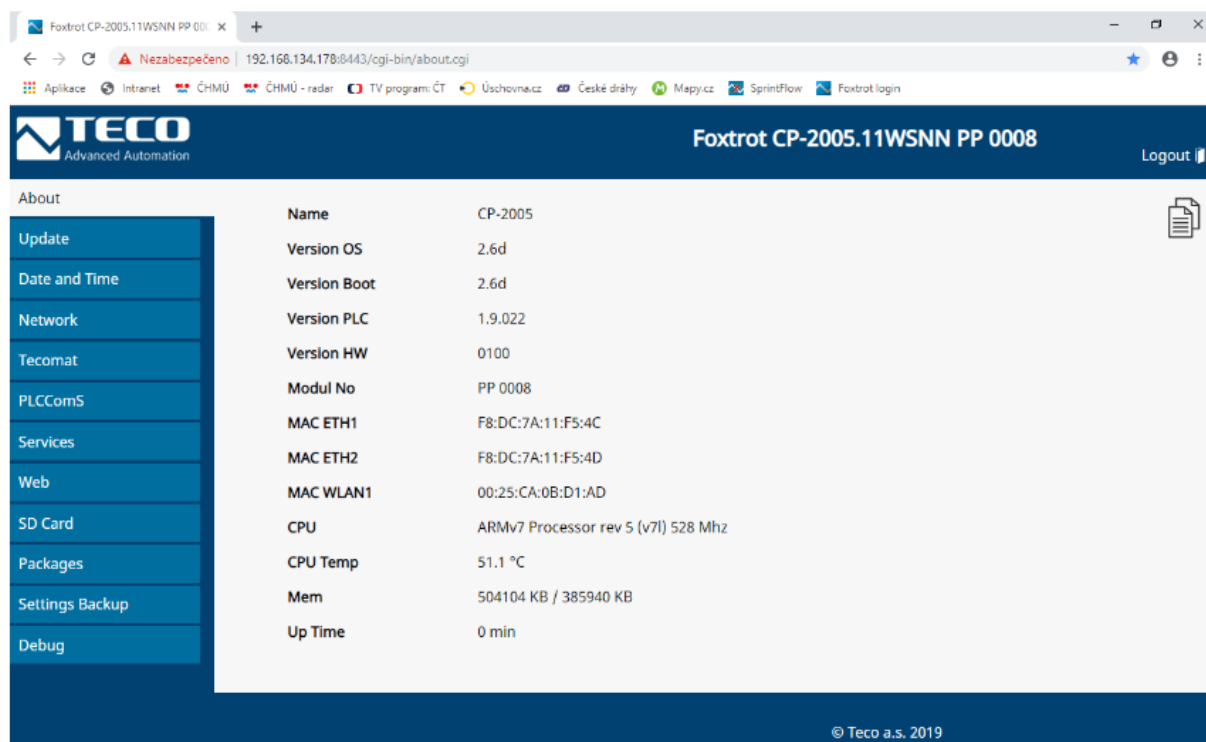 Foxtrot CP-2005.11WSNN PP 000
Nezabezpečeno | 192.168.134.178:8443/cgi-bin/about.cgi
Aplikace Intranet ČHMÚ ČHMÚ - radar TV program: ČT Úschovna.cz České dráhy Mapy.cz SprintFlow Foxtrot login
TECO
Advanced Automation
Foxtrot CP-2005.11WSNN PP 0008
Logout
About
Update
Date and Time
Network
Tecomat
PLCComS
Services
Web
SD Card
Packages
Settings Backup
Debug
Name CP-2005
Version OS 2.6d
Version Boot 2.6d
Version PLC 1.9.022
Version HW 0100
Modul No PP 0008
MAC ETH1 F8:DC:7A:11:F5:4C
MAC ETH2 F8:DC:7A:11:F5:4D
MAC WLAN1 00:25:CA:0B:D1:AD
CPU ARMv7 Processor rev 5 (v7l) 528 Mhz
CPU Temp 51.1 °C
Mem 504104 KB / 385940 KB
Up Time 0 min
© Teco a.s. 2019